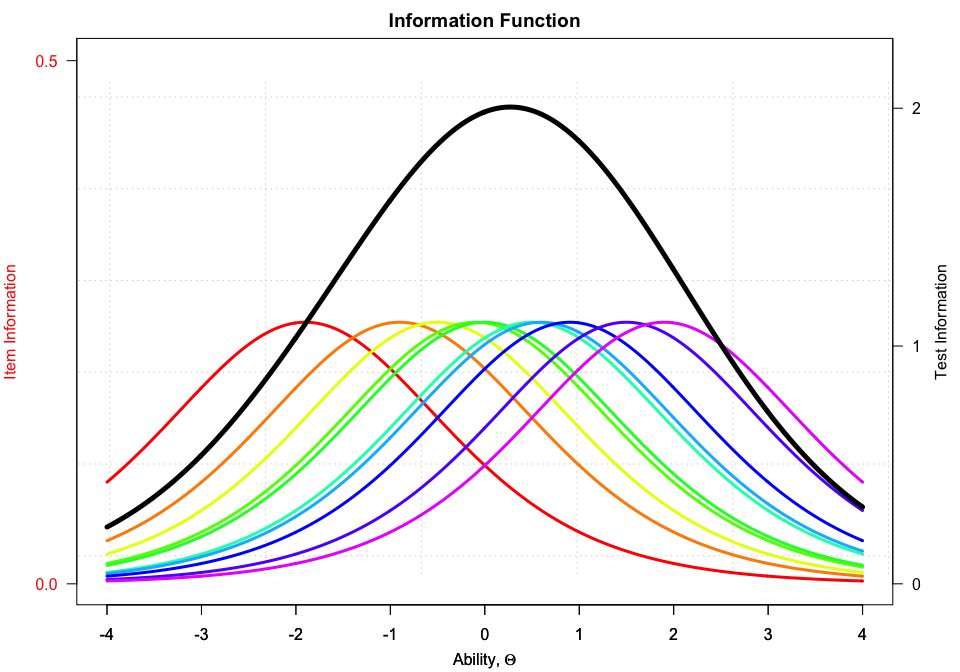 Information Function
0.5
0.0
Item Information
2
1
0
Test Information
-4 -3 -2 -1 0 1 2 3 4
Ability, Θ